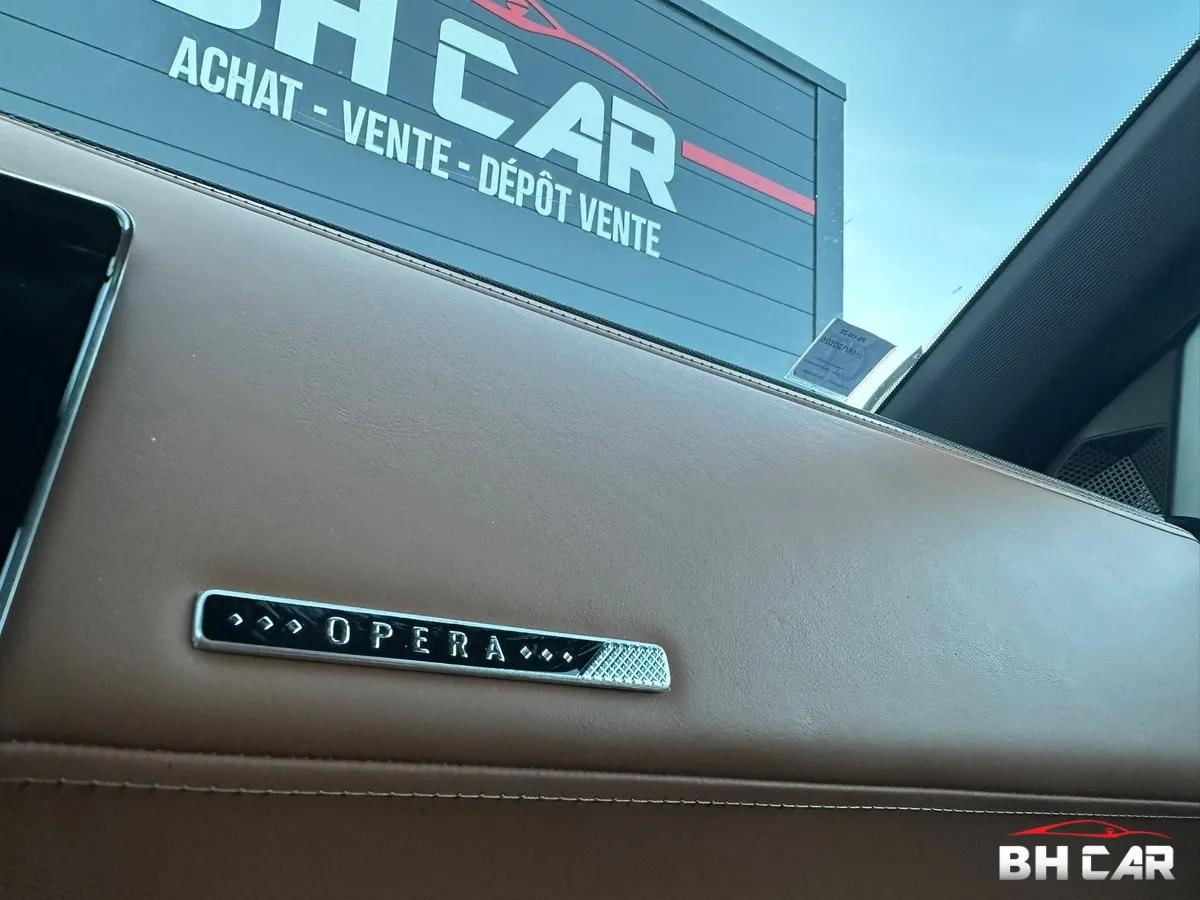 BH CAR
ACHAT - VENTE - DÉPÔT VENTE
OPERA
BH CAR